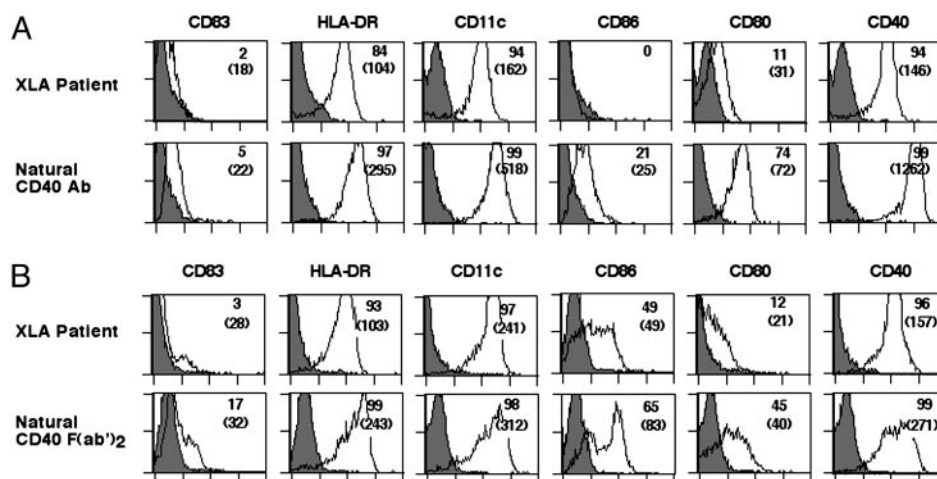 A
CD83 HLA-DR CD11c CD86 CD80 CD40
XLA Patient
2 84 94 0 11 94
(18) (104) (162) (31) (146)
Natural
CD40 Ab
5 97 99 21 74 99
(22) (295) (518) (25) (72) (1262)
B
CD83 HLA-DR CD11c CD86 CD80 CD40
XLA Patient
3 93 97 49 12 96
(28) (103) (241) (49) (21) (157)
Natural
CD40 F(ab')2
17 99 98 65 45 99
(32) (243) (312) (83) (40) (271)